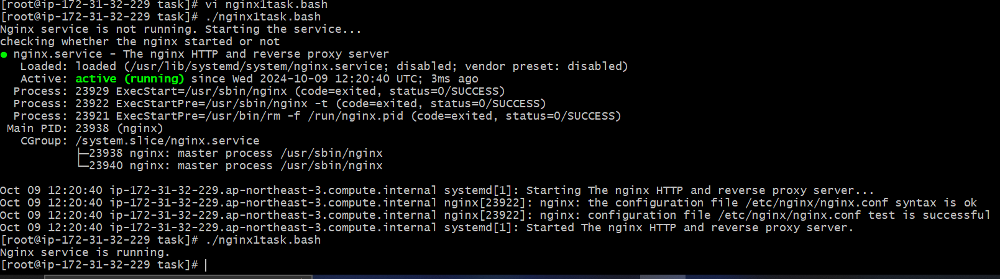 [root@ip-172-31-32-229 task]# vi nginx1task.bash
[root@ip-172-31-32-229 task]# ./nginx1task.bash
Nginx service is not running. Starting the service...
checking whether the nginx started or not
● nginx.service - The nginx HTTP and reverse proxy server
   Loaded: loaded (/usr/lib/systemd/system/nginx.service; disabled; vendor preset: disabled)
   Active: active (running) since Wed 2024-10-09 12:20:40 UTC; 3ms ago
  Process: 23929 ExecStart=/usr/sbin/nginx (code=exited, status=0/SUCCESS)
  Process: 23922 ExecStartPre=/usr/sbin/nginx -t (code=exited, status=0/SUCCESS)
  Process: 23921 ExecStartPre=/usr/bin/rm -f /run/nginx.pid (code=exited, status=0/SUCCESS)
 Main PID: 23938 (nginx)
   CGroup: /system.slice/nginx.service
           ├─23938 nginx: master process /usr/sbin/nginx
           └─23940 nginx: master process /usr/sbin/nginx

Oct 09 12:20:40 ip-172-31-32-229.ap-northeast-3.compute.internal systemd[1]: Starting The nginx HTTP and reverse proxy server...
Oct 09 12:20:40 ip-172-31-32-229.ap-northeast-3.compute.internal nginx[23922]: nginx: the configuration file /etc/nginx/nginx.conf syntax is ok
Oct 09 12:20:40 ip-172-31-32-229.ap-northeast-3.compute.internal nginx[23922]: nginx: configuration file /etc/nginx/nginx.conf test is successful
Oct 09 12:20:40 ip-172-31-32-229.ap-northeast-3.compute.internal systemd[1]: Started The nginx HTTP and reverse proxy server.
[root@ip-172-31-32-229 task]# ./nginx1task.bash
Nginx service is running.
[root@ip-172-31-32-229 task]#